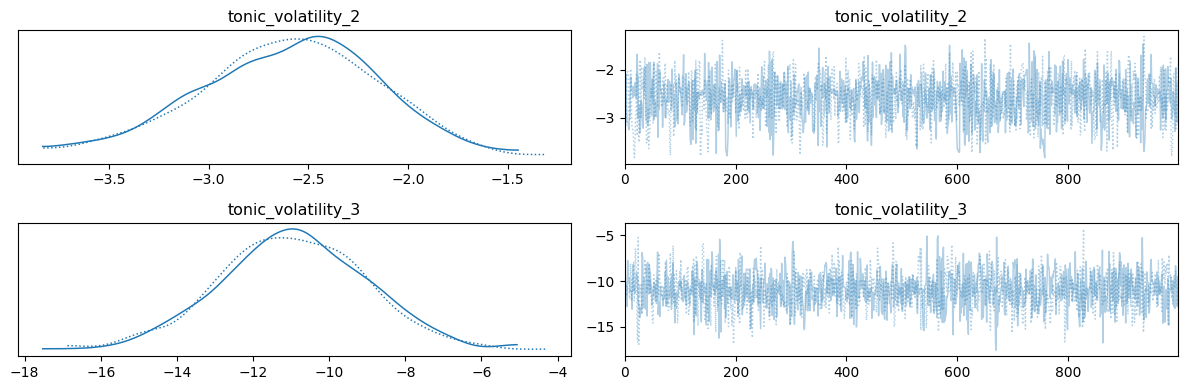 tonic_volatility_2
−3.5 −3.0 −2.5 −2.0 −1.5
tonic_volatility_2
−2
−3
0 200 400 600 800
tonic_volatility_3
−18 −16 −14 −12 −10 −8 −6 −4
tonic_volatility_3
−5
−10
−15
0 200 400 600 800